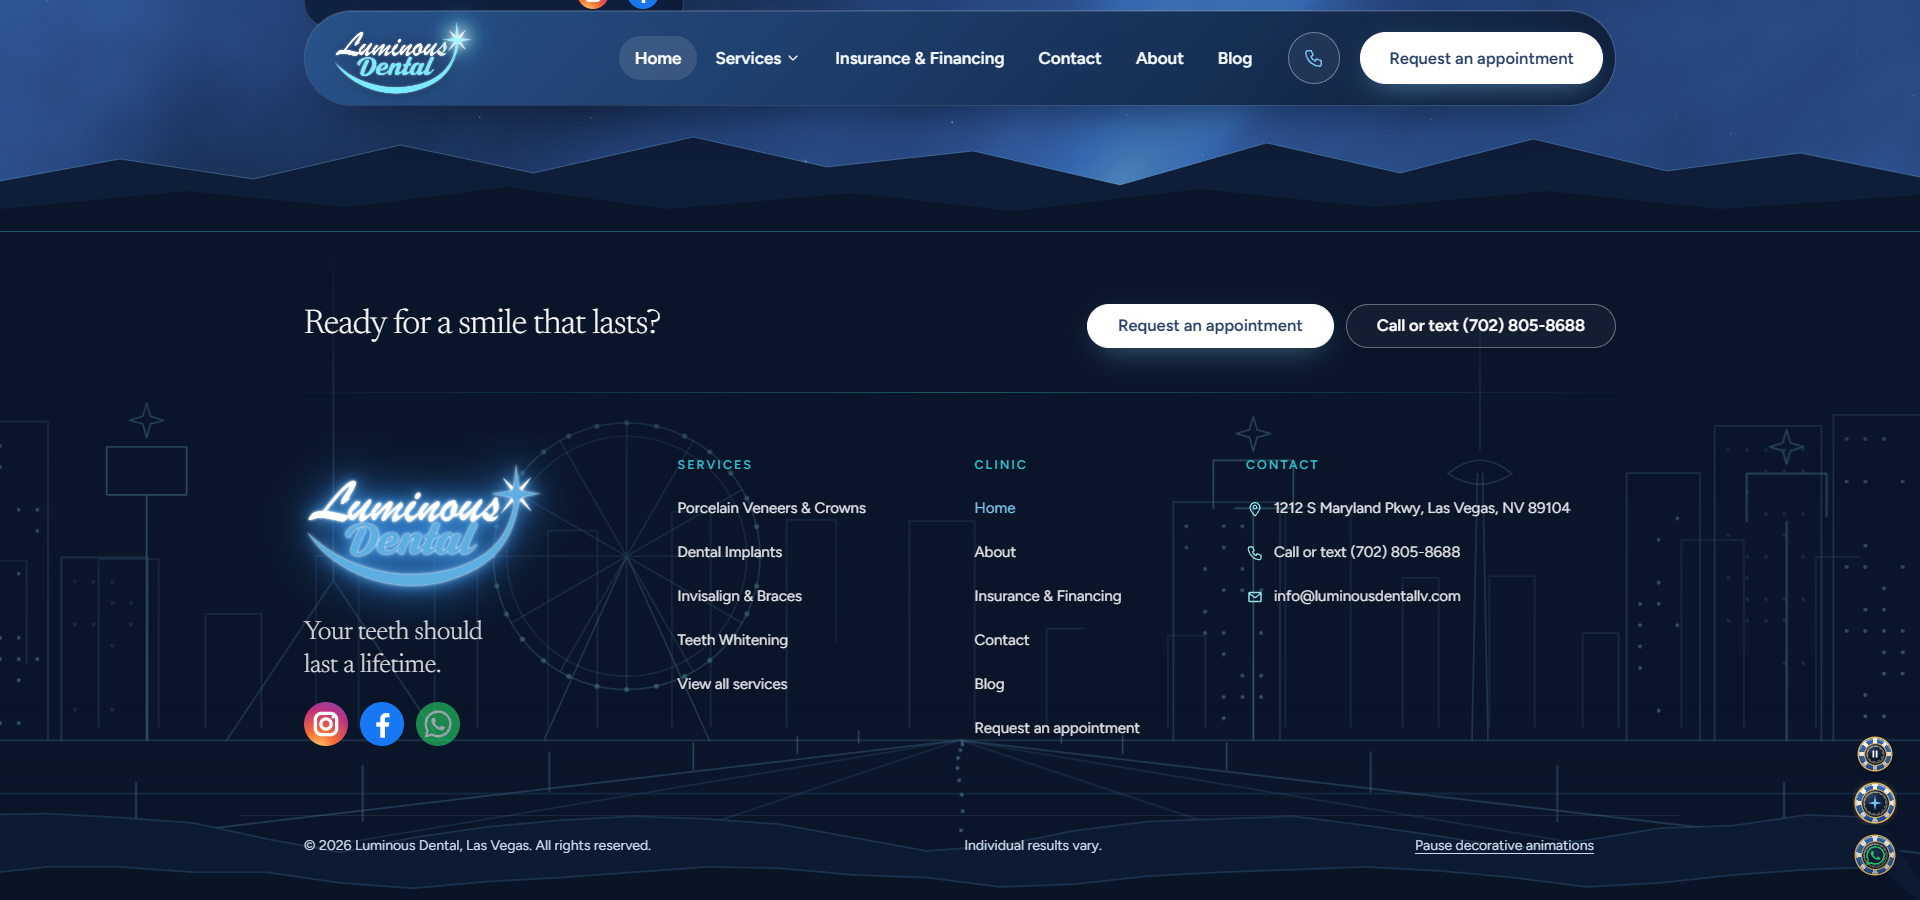 Luminous
Dental
Home
Services
Insurance & Financing
Contact
About
Blog
Request an appointment
Ready for a smile that lasts?
Request an appointment
Call or text (702) 805-8688
Luminous
Dental
Your teeth should
last a lifetime.
SERVICES
Porcelain Veneers & Crowns
Dental Implants
Invisalign & Braces
Teeth Whitening
View all services
CLINIC
Home
About
Insurance & Financing
Contact
Blog
Request an appointment
CONTACT
1212 S Maryland Pkwy, Las Vegas, NV 89104
Call or text (702) 805-8688
info@luminousdentallv.com
© 2026 Luminous Dental, Las Vegas. All rights reserved.
Individual results vary.
Pause decorative animations